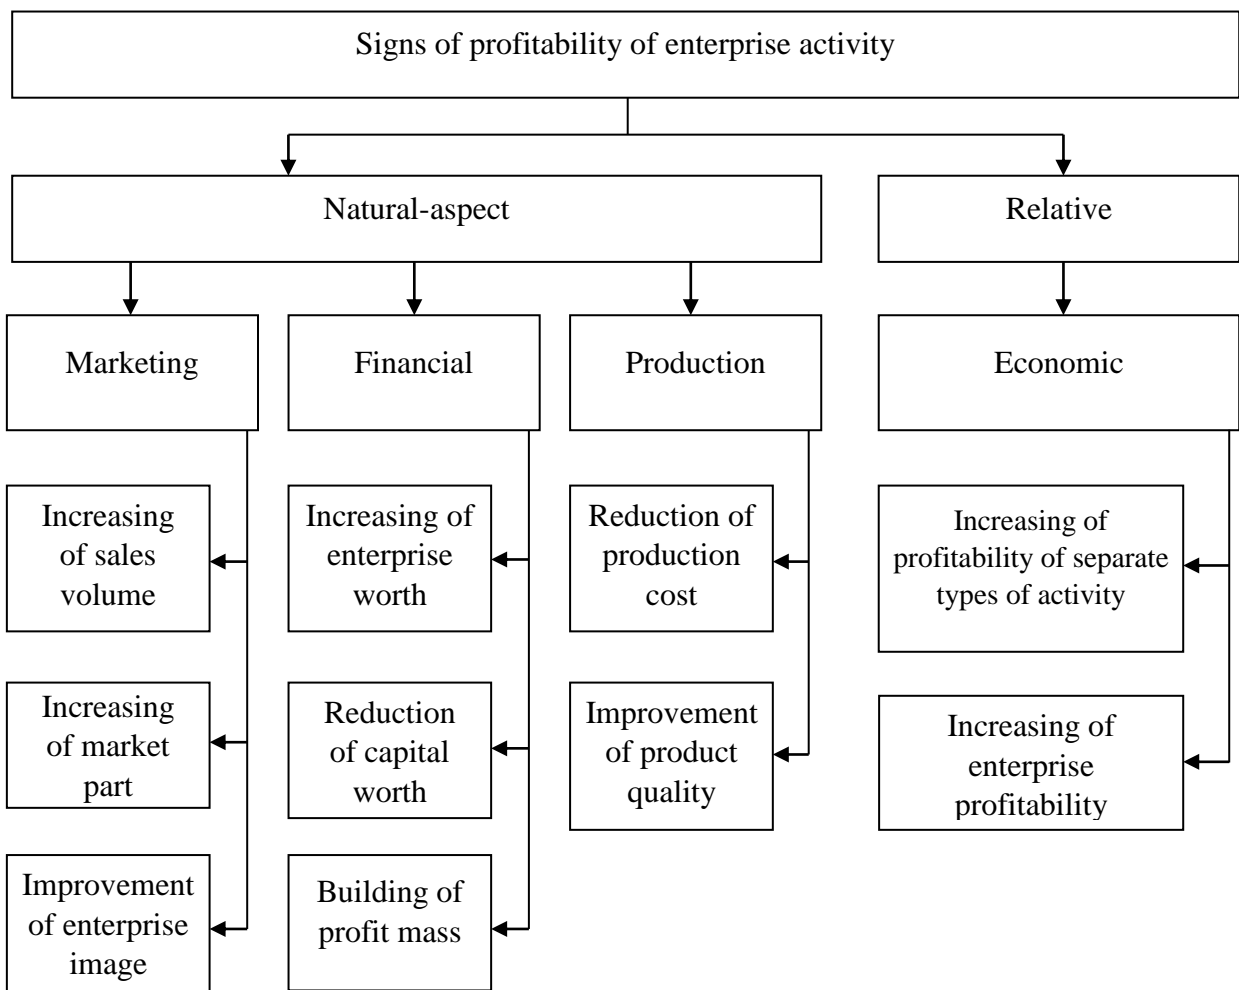 Signs of profitability of enterprise activity
Natural-aspect
Relative
Marketing
Financial
Production
Economic
Increasing
of sales
volume
Increasing of
enterprise
worth
Reduction of
production
cost
Increasing of
profitability of separate
types of activity
Increasing
of market
part
Reduction
of capital
worth
Improvement
of product
quality
Increasing of
enterprise
profitability
Improvement
of enterprise
image
Building of
profit mass